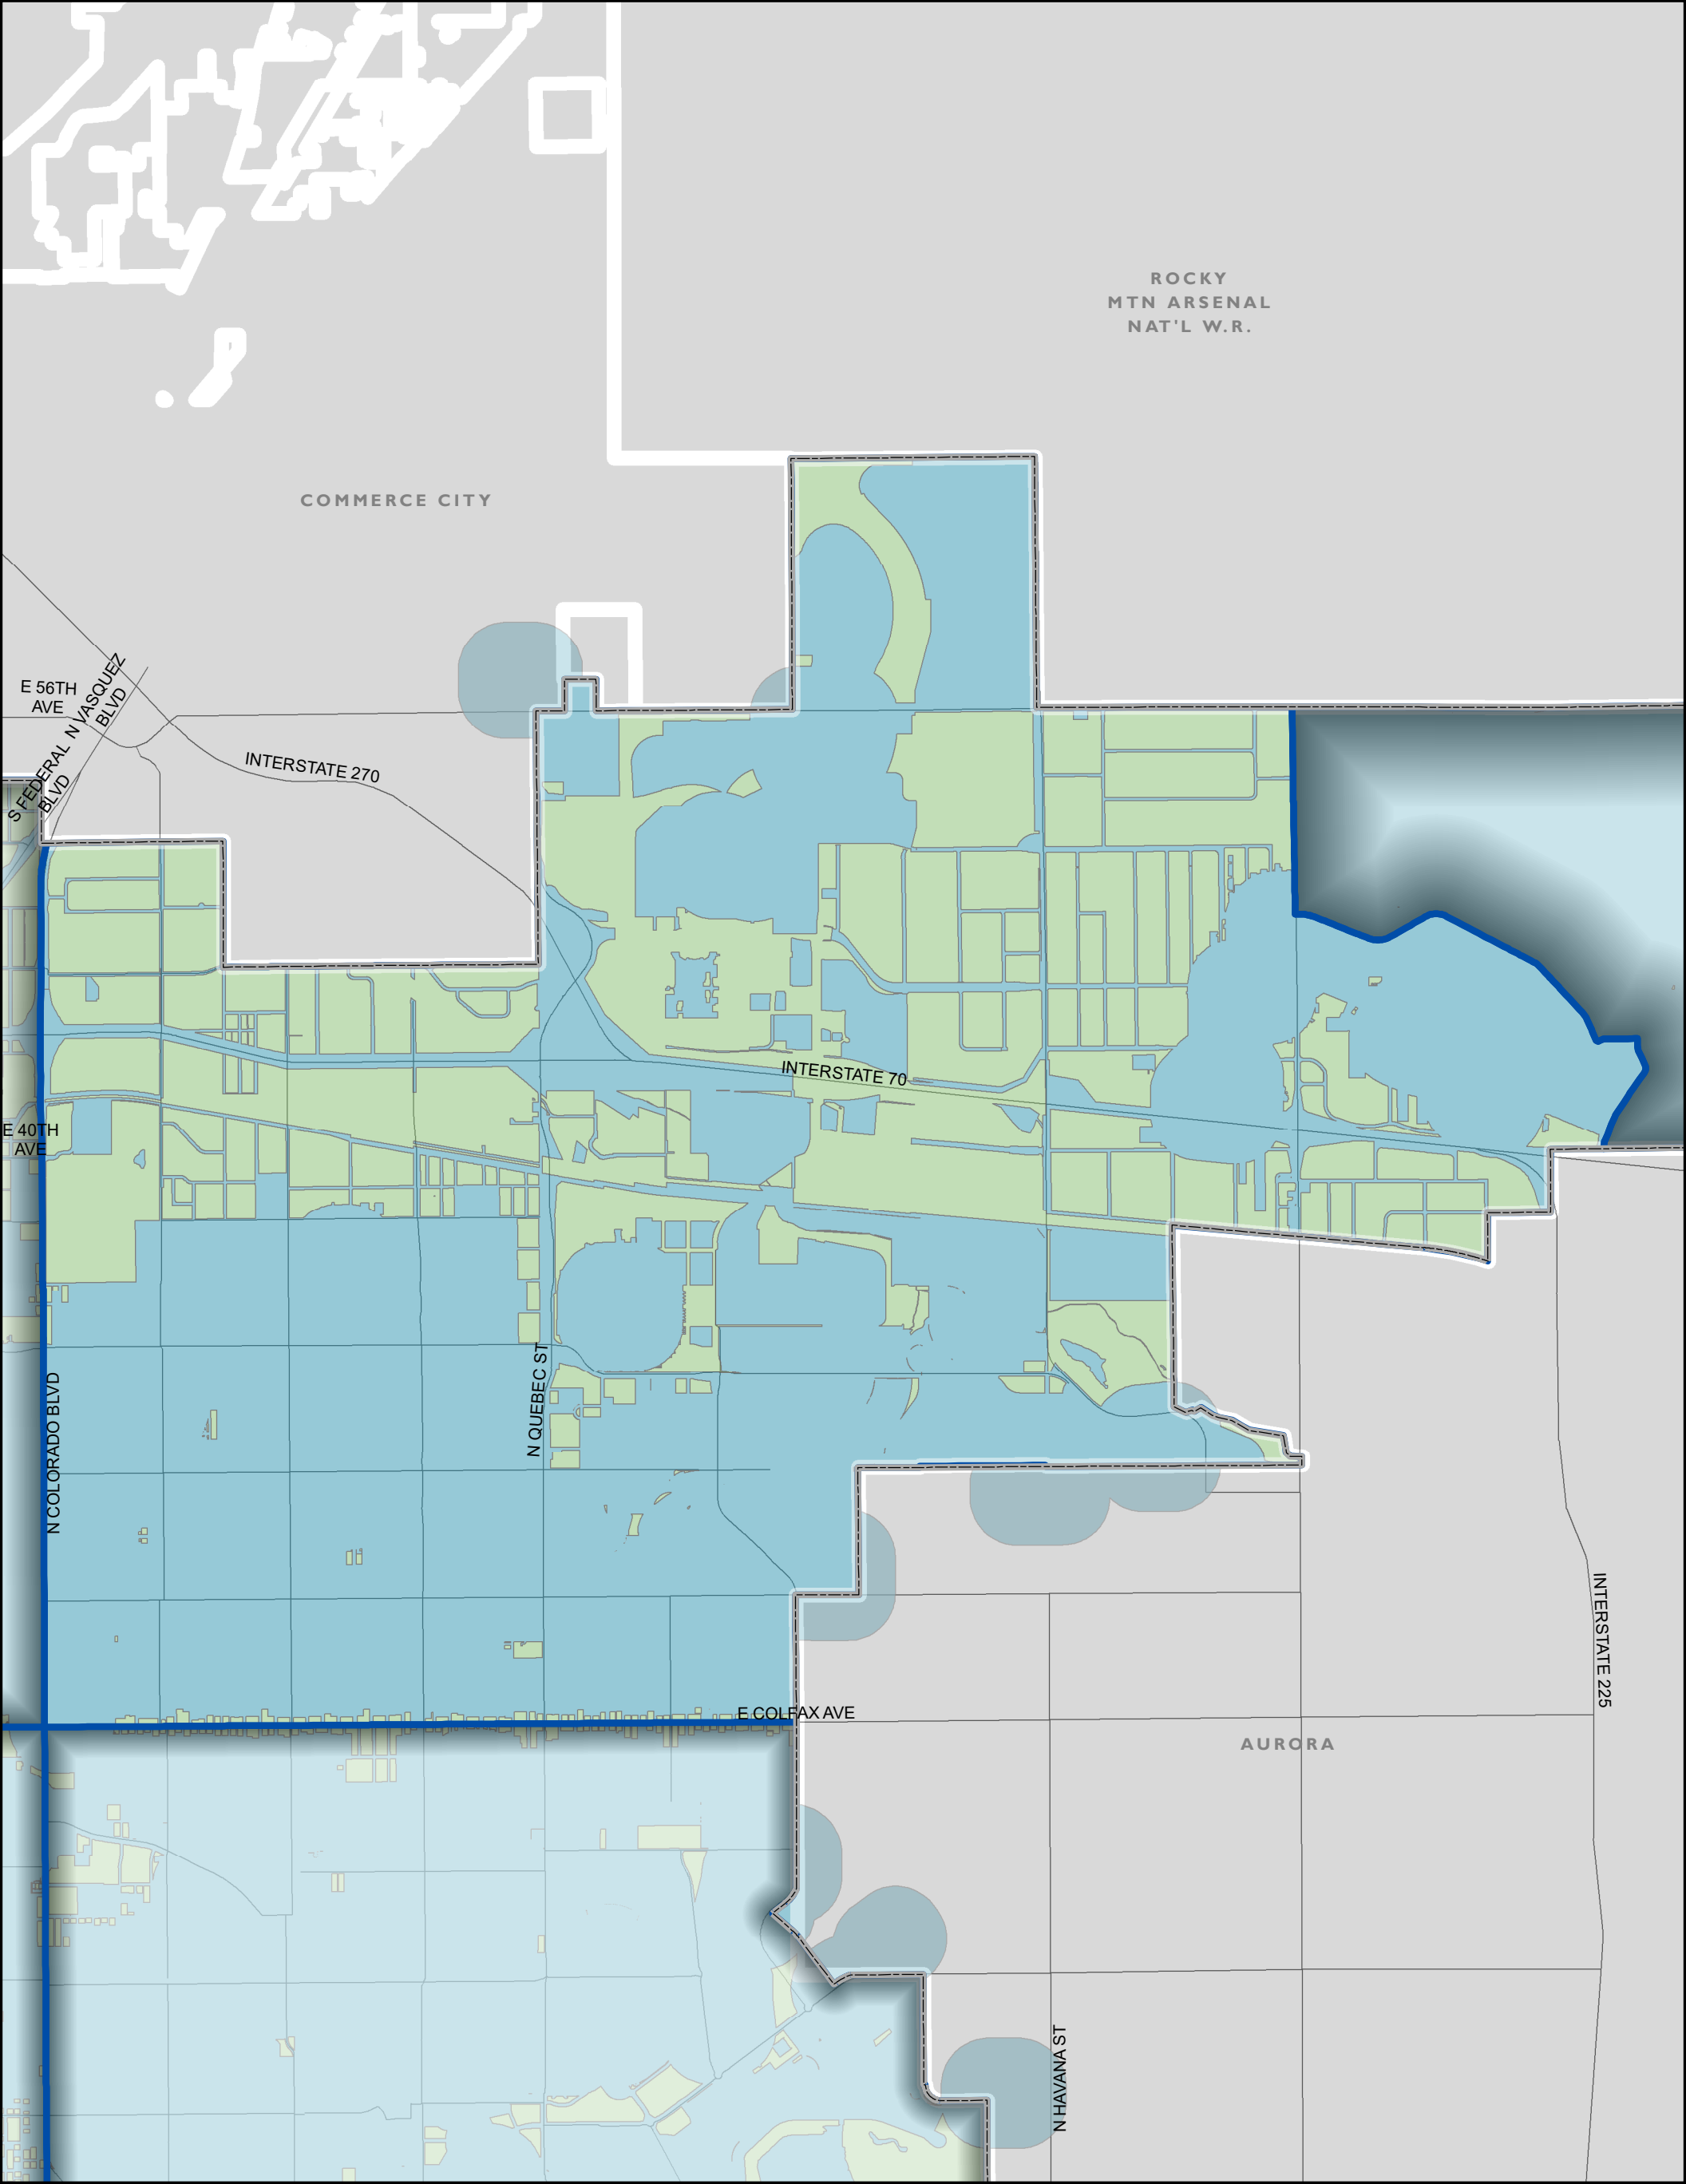 ROCKY
MTN ARSENAL
NAT'L W.R.
COMMERCE CITY
E 56TH
AVE
N VASQUEZ
BLVD
S FEDERAL
BLVD
INTERSTATE 270
INTERSTATE 70
E 40TH
AVE
N QUEBEC ST
N COLORADO BLVD
INTERSTATE 225
E COLFAX AVE
AURORA
N HAVANA ST